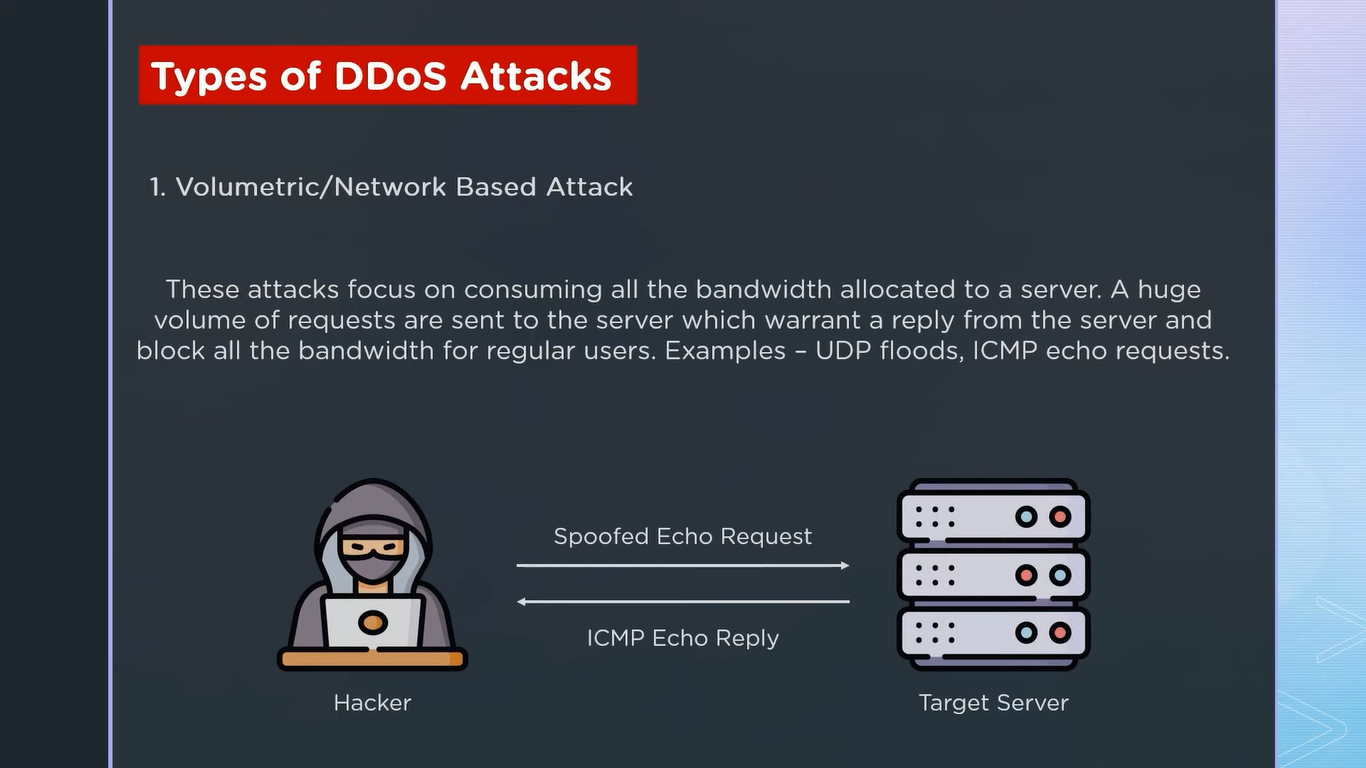 Types of DDoS Attacks
1. Volumetric/Network Based Attack
These attacks focus on consuming all the bandwidth allocated to a server. A huge
volume of requests are sent to the server which warrant a reply from the server and
block all the bandwidth for regular users. Examples – UDP floods, ICMP echo requests.
Spoofed Echo Request
ICMP Echo Reply
Hacker
Target Server